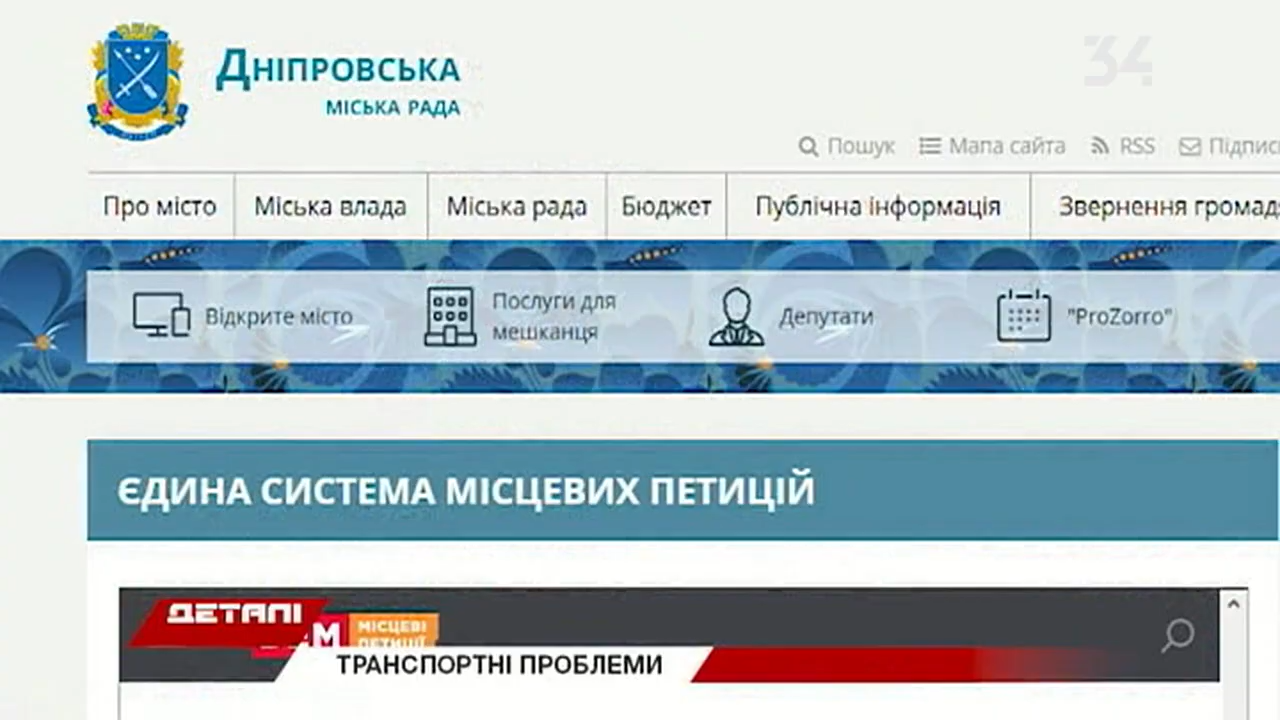 ДНІПРОВСЬКА
МІСЬКА РАДА
34
Пошук
Мапа сайта
RSS
Про місто
Міська влада
Міська рада
Бюджет
Публічна інформація
Відкрите місто
Послуги для
мешканця
Депутати
"ProZorro"
ЄДИНА СИСТЕМА МІСЦЕВИХ ПЕТИЦІЙ
ДЕТАЛІ
МІСЦЕВІ
ПЕТИЦІЇ
ТРАНСПОРТНІ ПРОБЛЕМИ